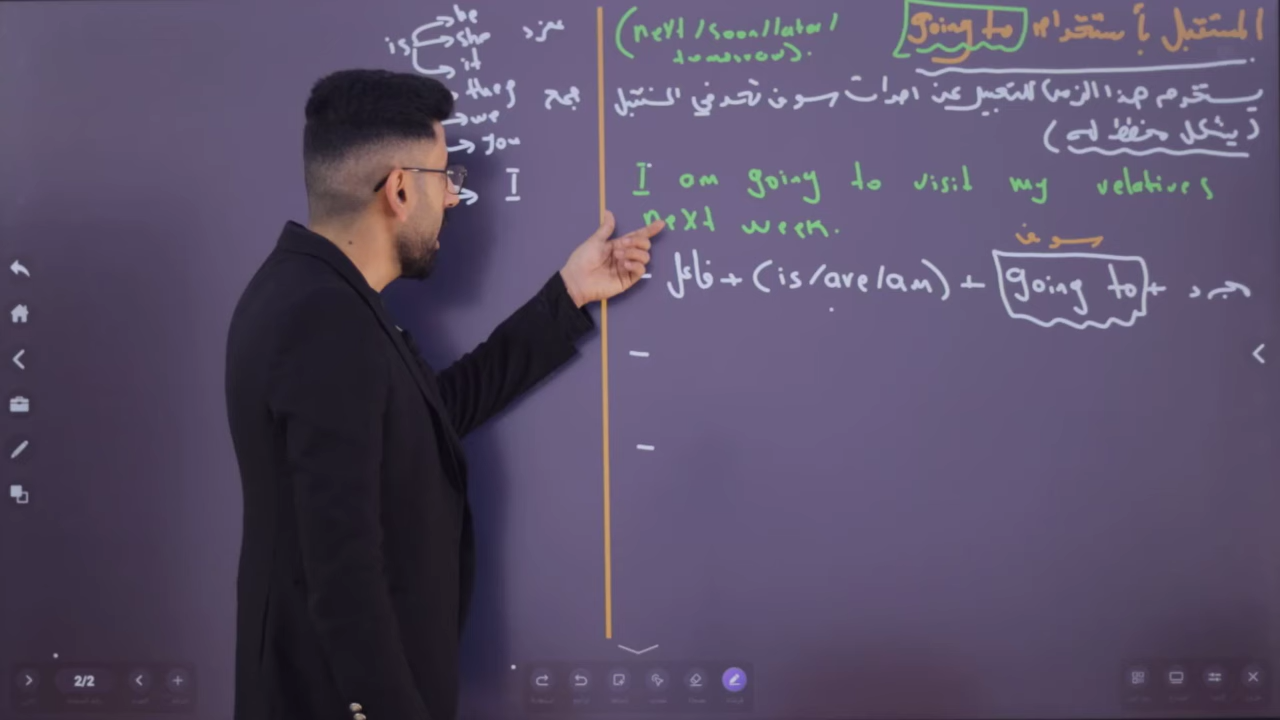 المستقبل بأستخدام going to
(next/soon/later/
tomorrow).
يستخدم هذا الزمن للتعبير عن احداث سوف تحدث في المستقبل
(بشكل مخطط له)
I am going to visit my relatives
next week.
سوف
- فاعل + (is/are/am) + going to + مجرد
-
-
is
he
she
it
مفرد
they
we
you
جمع
I
2/2